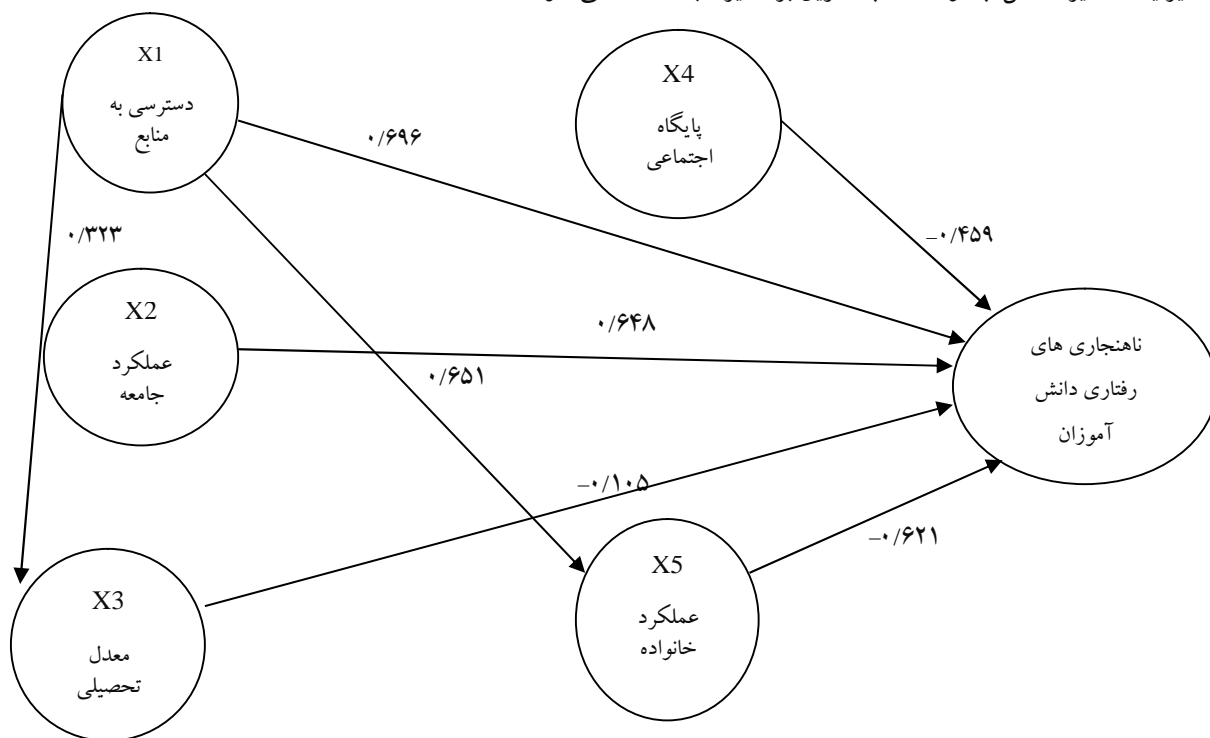 X1
دسترسی به
منابع
X4
پایگاه
اجتماعی
۰/۶۹۶
–۰/۴۵۹
۰/۳۲۳
X2
عملکرد
جامعه
۰/۶۴۸
ناهنجاری های
رفتاری دانش
آموزان
۰/۶۵۱
–۰/۱۰۵
–۰/۶۲۱
X3
معدل
تحصیلی
X5
عملکرد
خانواده